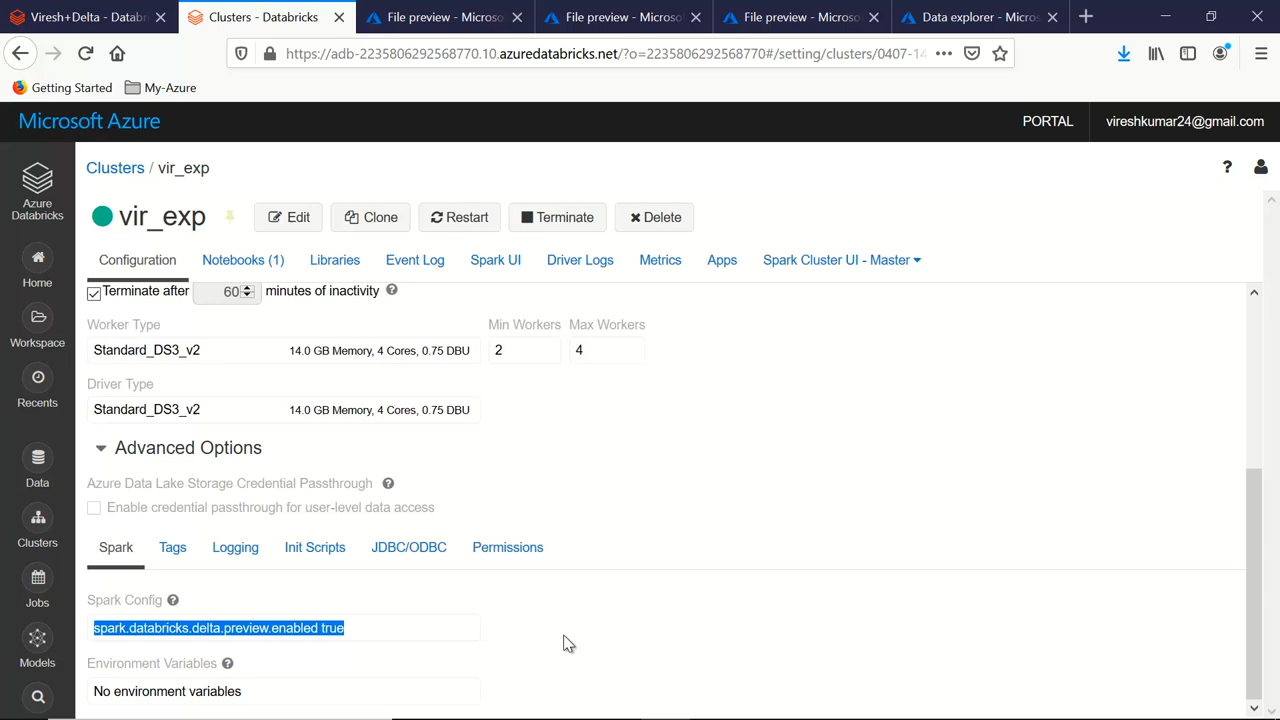 Viresh+Delta - Databri
Clusters - Databricks
File preview - Microso
File preview - Microso
File preview - Microso
Data explorer - Micros
https://adb-2235806292568770.10.azuredatabricks.net/?o=2235806292568770#/setting/clusters/0407-14
Getting Started
My-Azure
Microsoft Azure
PORTAL
vireshkumar24@gmail.com
Azure
Databricks
Home
Workspace
Recents
Data
Clusters
Jobs
Models
Clusters / vir_exp
?
vir_exp
Edit
Clone
Restart
Terminate
Delete
Configuration
Notebooks (1)
Libraries
Event Log
Spark UI
Driver Logs
Metrics
Apps
Spark Cluster UI - Master
Terminate after 60 minutes of inactivity ?
Worker Type
Min Workers
Max Workers
Standard_DS3_v2
14.0 GB Memory, 4 Cores, 0.75 DBU
2
4
Driver Type
Standard_DS3_v2
14.0 GB Memory, 4 Cores, 0.75 DBU
Advanced Options
Azure Data Lake Storage Credential Passthrough ?
Enable credential passthrough for user-level data access
Spark
Tags
Logging
Init Scripts
JDBC/ODBC
Permissions
Spark Config ?
spark.databricks.delta.preview.enabled true
Environment Variables ?
No environment variables